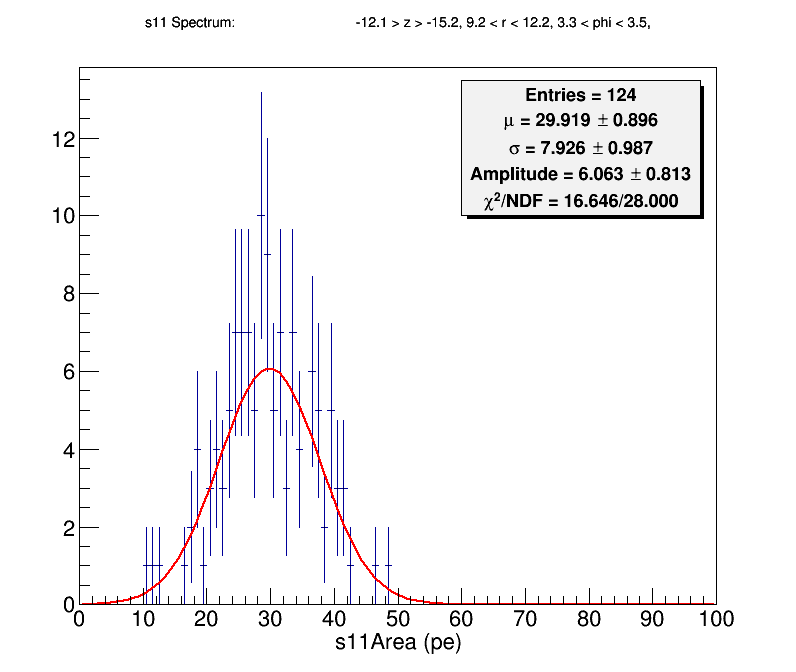 s11 Spectrum: -12.1 > z > -15.2, 9.2 < r < 12.2, 3.3 < phi < 3.5,
Entries = 124
μ = 29.919 ± 0.896
σ = 7.926 ± 0.987
Amplitude = 6.063 ± 0.813
χ²/NDF = 16.646/28.000
12
10
8
6
4
2
0
0 10 20 30 40 50 60 70 80 90 100
s11Area (pe)